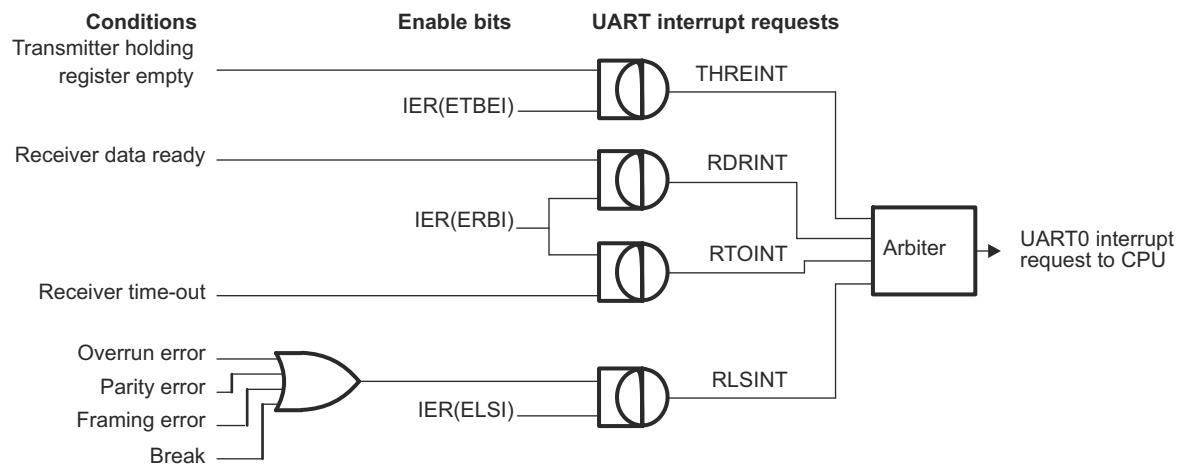 Conditions
Enable bits
UART interrupt requests
Transmitter holding
register empty
THREINT
IER(ETBEI)
Receiver data ready
RDRINT
IER(ERBI)
Arbiter
UART0 interrupt
request to CPU
RTOINT
Receiver time-out
Overrun error
Parity error
RLSINT
IER(ELSI)
Framing error
Break